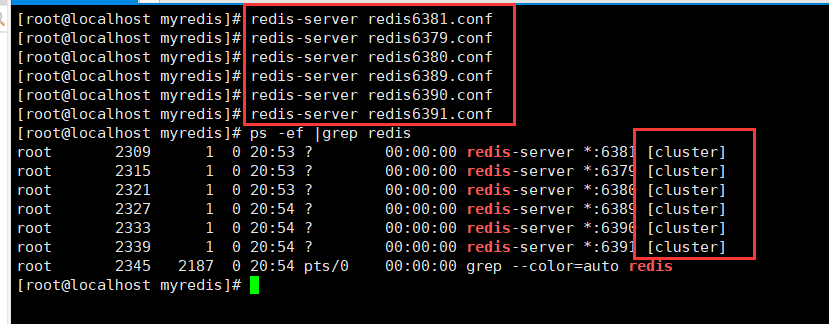 [root@localhost myredis]# redis-server redis6381.conf
[root@localhost myredis]# redis-server redis6379.conf
[root@localhost myredis]# redis-server redis6380.conf
[root@localhost myredis]# redis-server redis6389.conf
[root@localhost myredis]# redis-server redis6390.conf
[root@localhost myredis]# redis-server redis6391.conf
[root@localhost myredis]# ps -ef |grep redis
root       2309      1  0 20:53 ?        00:00:00 redis-server *:6381 [cluster]
root       2315      1  0 20:53 ?        00:00:00 redis-server *:6379 [cluster]
root       2321      1  0 20:53 ?        00:00:00 redis-server *:6380 [cluster]
root       2327      1  0 20:54 ?        00:00:00 redis-server *:6389 [cluster]
root       2333      1  0 20:54 ?        00:00:00 redis-server *:6390 [cluster]
root       2339      1  0 20:54 ?        00:00:00 redis-server *:6391 [cluster]
root       2345   2187  0 20:54 pts/0    00:00:00 grep --color=auto redis
[root@localhost myredis]#